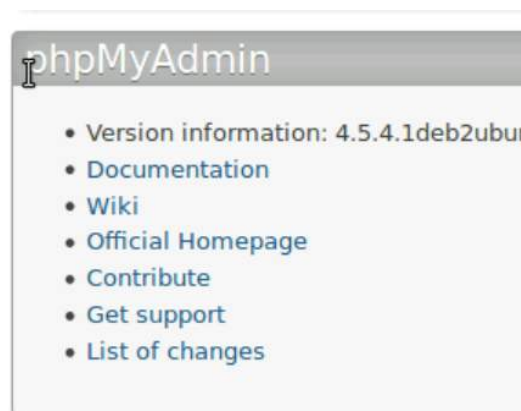 phpMyAdmin
Version information: 4.5.4.1deb2ubu
Documentation
Wiki
Official Homepage
Contribute
Get support
List of changes